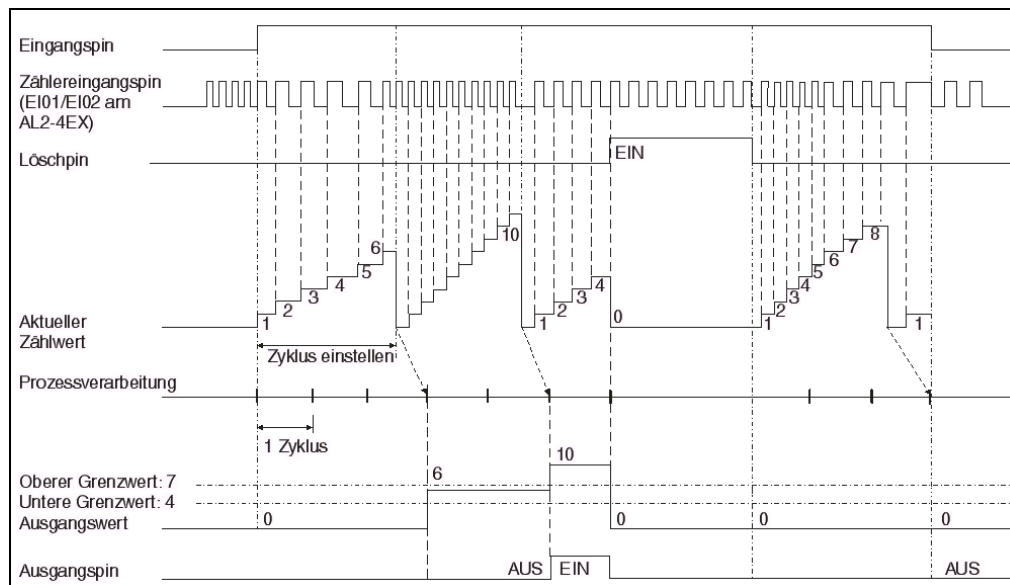 Eingangspin
Zählereingangspin
(EI01/EI02 am
AL2-4EX)
Löschpin
EIN
6
5
4
3
2
1
10
4
3
2
1
0
8
7
6
5
4
3
2
1
1
Aktueller
Zählwert
Zyklus einstellen
Prozessverarbeitung
1 Zyklus
10
6
Oberer Grenzwert: 7
Untere Grenzwert: 4
Ausgangswert
0
0
0
0
Ausgangspin
AUS
EIN
AUS